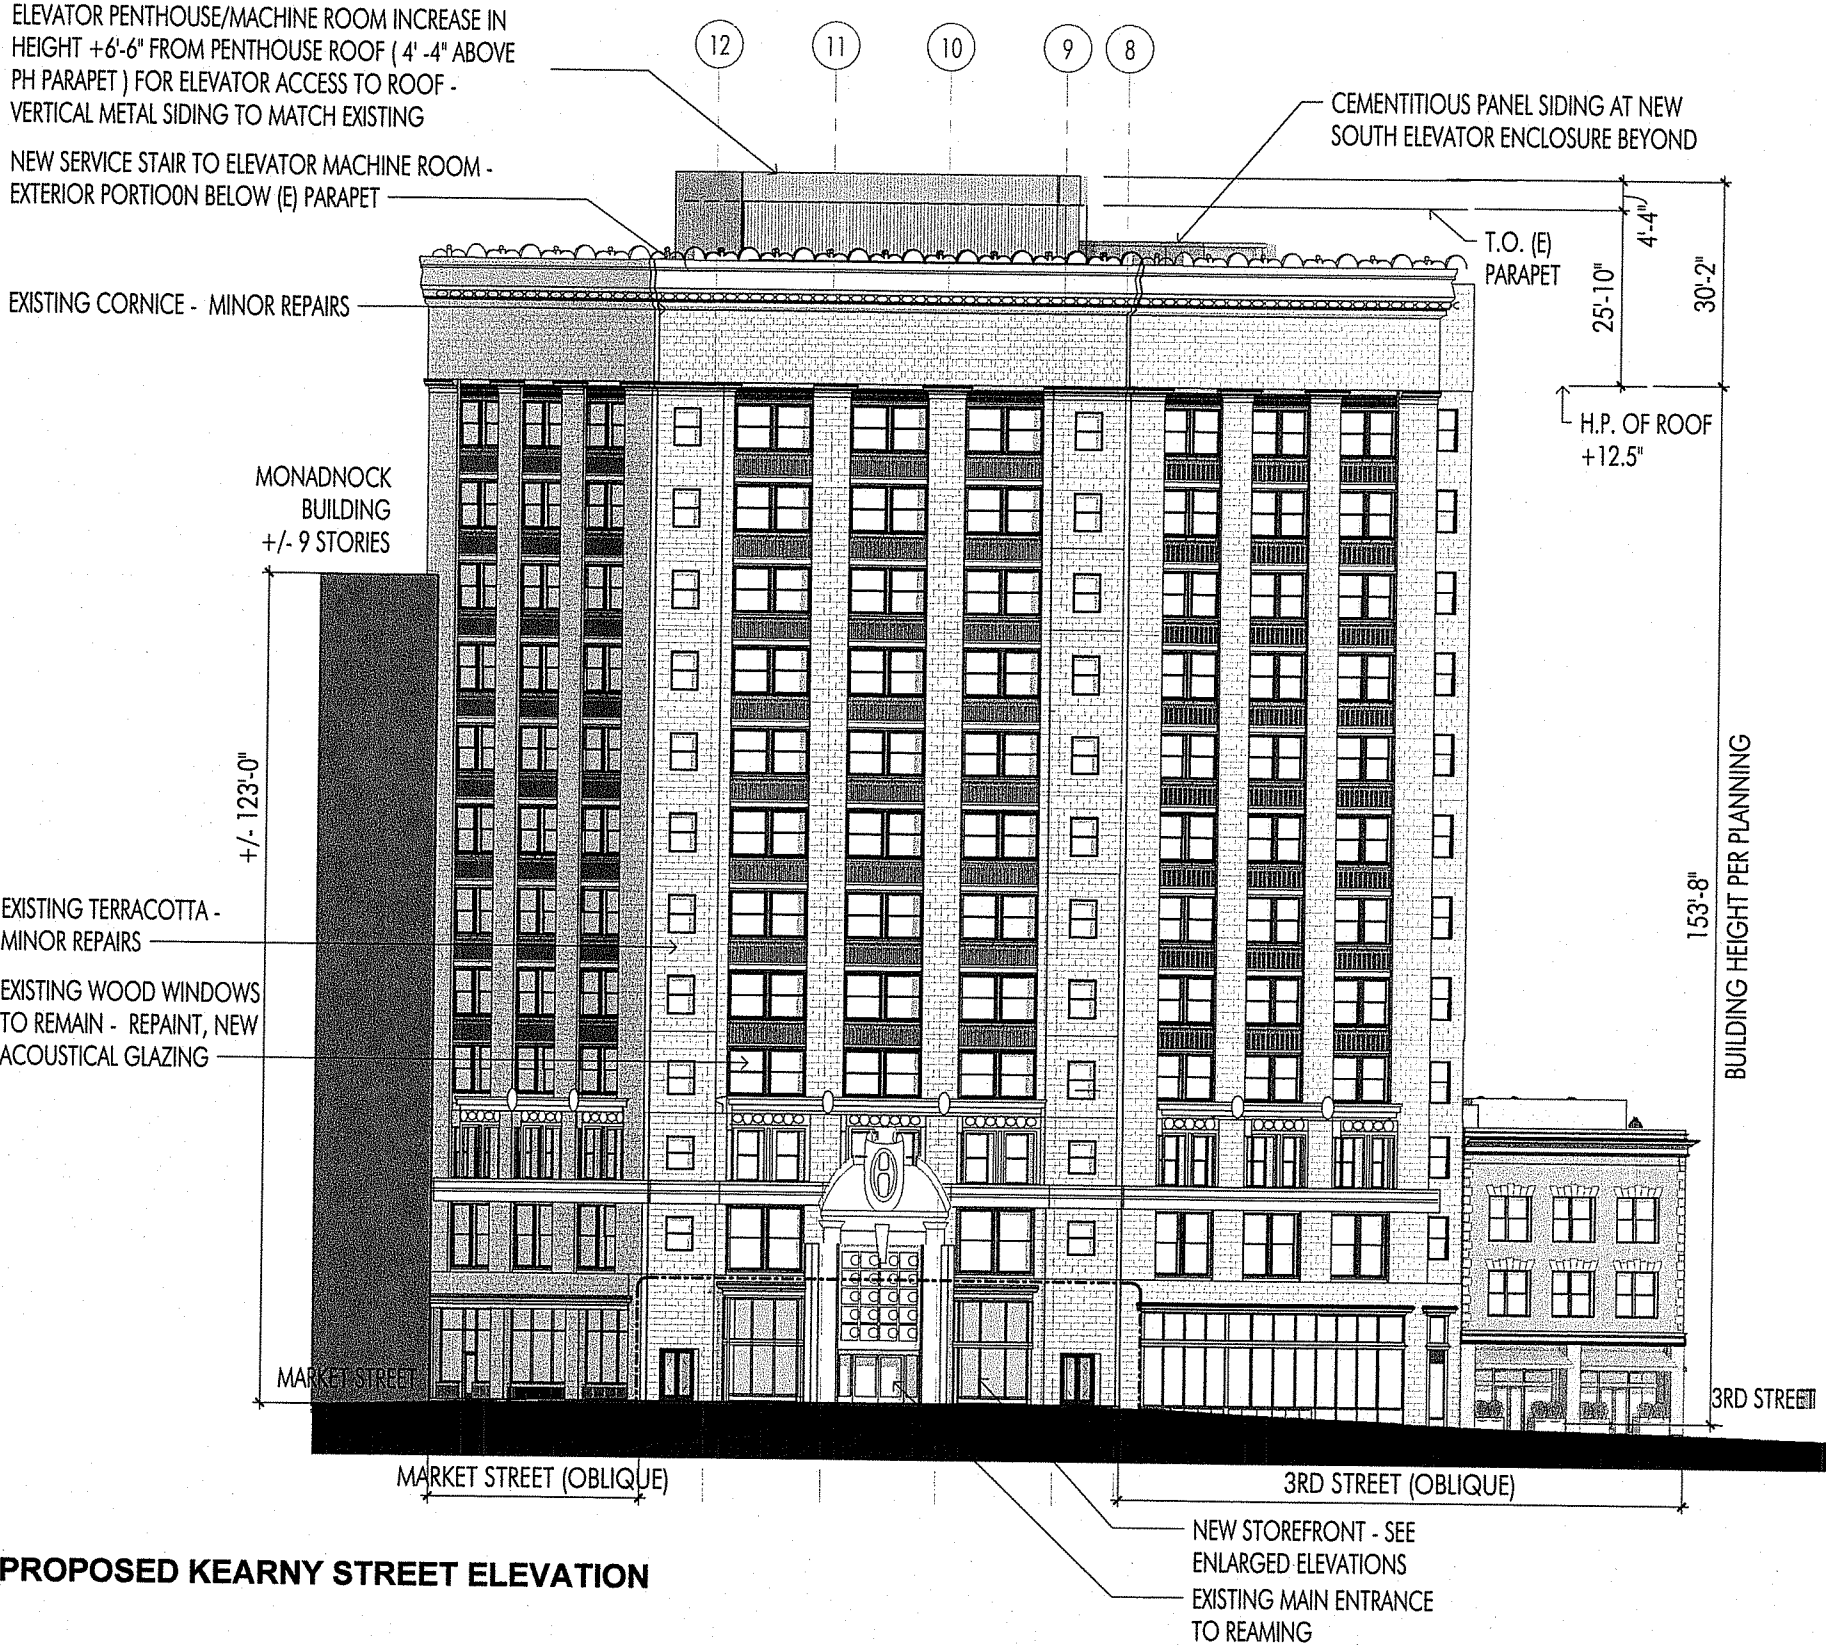 ELEVATOR PENTHOUSE/MACHINE ROOM INCREASE IN
HEIGHT +6'-6" FROM PENTHOUSE ROOF ( 4' -4" ABOVE
PH PARAPET ) FOR ELEVATOR ACCESS TO ROOF -
VERTICAL METAL SIDING TO MATCH EXISTING
NEW SERVICE STAIR TO ELEVATOR MACHINE ROOM -
EXTERIOR PORTIO0N BELOW (E) PARAPET
EXISTING CORNICE - MINOR REPAIRS
12
11
10
9
8
CEMENTITIOUS PANEL SIDING AT NEW
SOUTH ELEVATOR ENCLOSURE BEYOND
T.O. (E)
PARAPET
4'-4"
25'-10"
30'-2"
H.P. OF ROOF
+12.5"
MONADNOCK
BUILDING
+/- 9 STORIES
+/- 123'-0"
EXISTING TERRACOTTA -
MINOR REPAIRS
EXISTING WOOD WINDOWS
TO REMAIN - REPAINT, NEW
ACOUSTICAL GLAZING
153'-8"
BUILDING HEIGHT PER PLANNING
MARKET STREET
3RD STREET
MARKET STREET (OBLIQUE)
3RD STREET (OBLIQUE)
NEW STOREFRONT - SEE
ENLARGED ELEVATIONS
EXISTING MAIN ENTRANCE
TO REAMING
PROPOSED KEARNY STREET ELEVATION